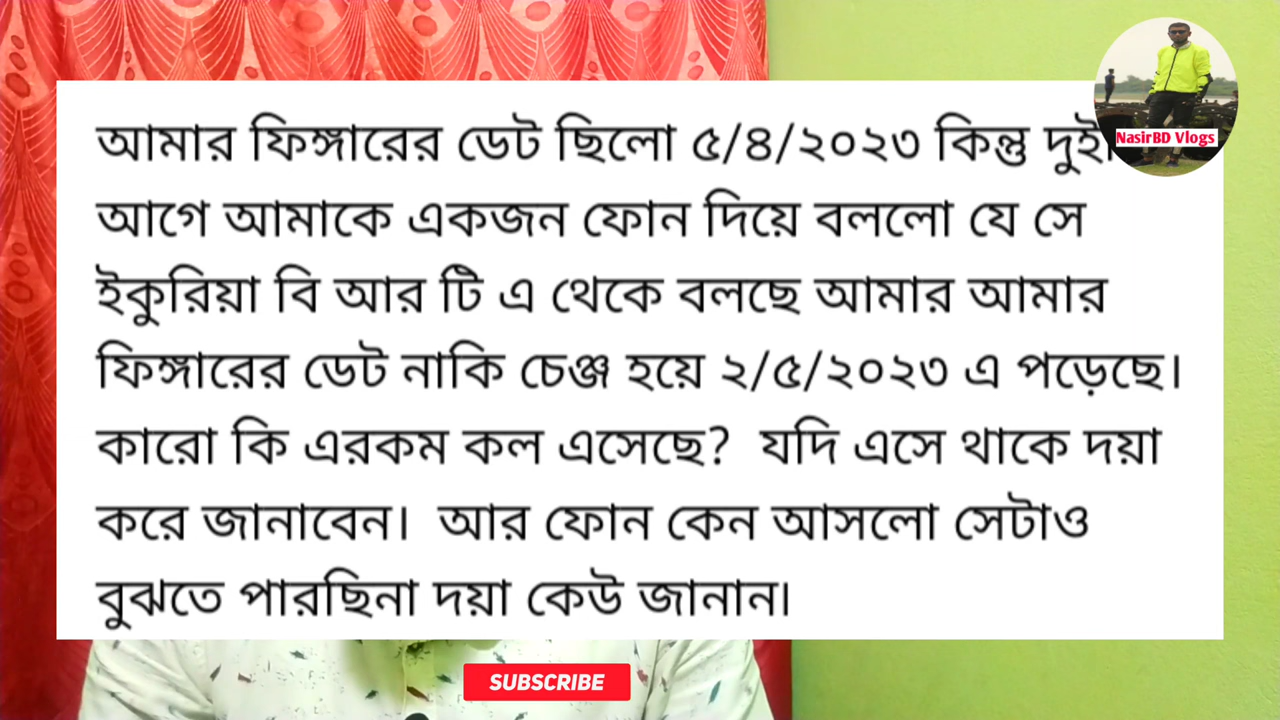 আমার ফিঙ্গারের ডেট ছিলো ৫/৪/২০২৩ কিন্তু দুই
আগে আমাকে একজন ফোন দিয়ে বললো যে সে
ইকুরিয়া বি আর টি এ থেকে বলছে আমার আমার
ফিঙ্গারের ডেট নাকি চেঞ্জ হয়ে ২/৫/২০২৩ এ পড়েছে।
কারো কি এরকম কল এসেছে? যদি এসে থাকে দয়া
করে জানাবেন। আর ফোন কেন আসলো সেটাও
বুঝতে পারছিনা দয়া কেউ জানান।
NasirBD Vlogs
SUBSCRIBE